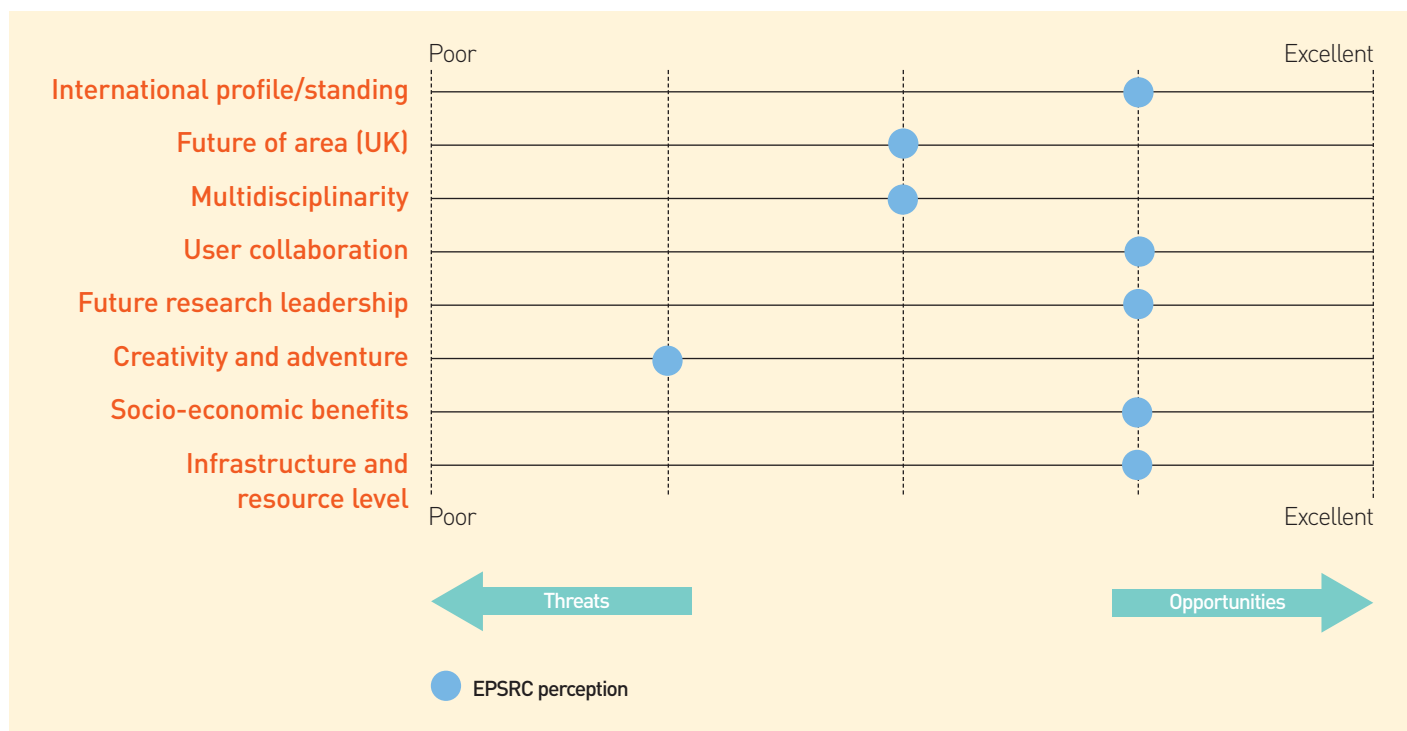 Poor
Excellent
International profile/standing
Future of area (UK)
Multidisciplinarity
User collaboration
Future research leadership
Creativity and adventure
Socio-economic benefits
Infrastructure and
resource level
Poor
Excellent
Threats
Opportunities
EPSRC perception